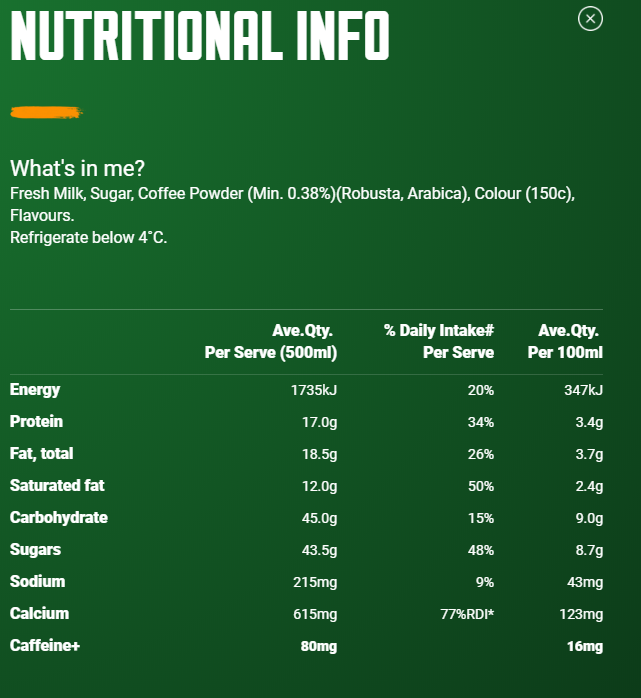 NUTRITIONAL INFO
What's in me?
Fresh Milk, Sugar, Coffee Powder (Min. 0.38%)(Robusta, Arabica), Colour (150c),
Flavours.
Refrigerate below 4°C.
Ave.Qty. % Daily Intake# Ave.Qty.
Per Serve (500ml) Per Serve Per 100ml
Energy 1735kJ 20% 347kJ
Protein 17.0g 34% 3.4g
Fat, total 18.5g 26% 3.7g
Saturated fat 12.0g 50% 2.4g
Carbohydrate 45.0g 15% 9.0g
Sugars 43.5g 48% 8.7g
Sodium 215mg 9% 43mg
Calcium 615mg 77%RDI* 123mg
Caffeine+ 80mg 16mg